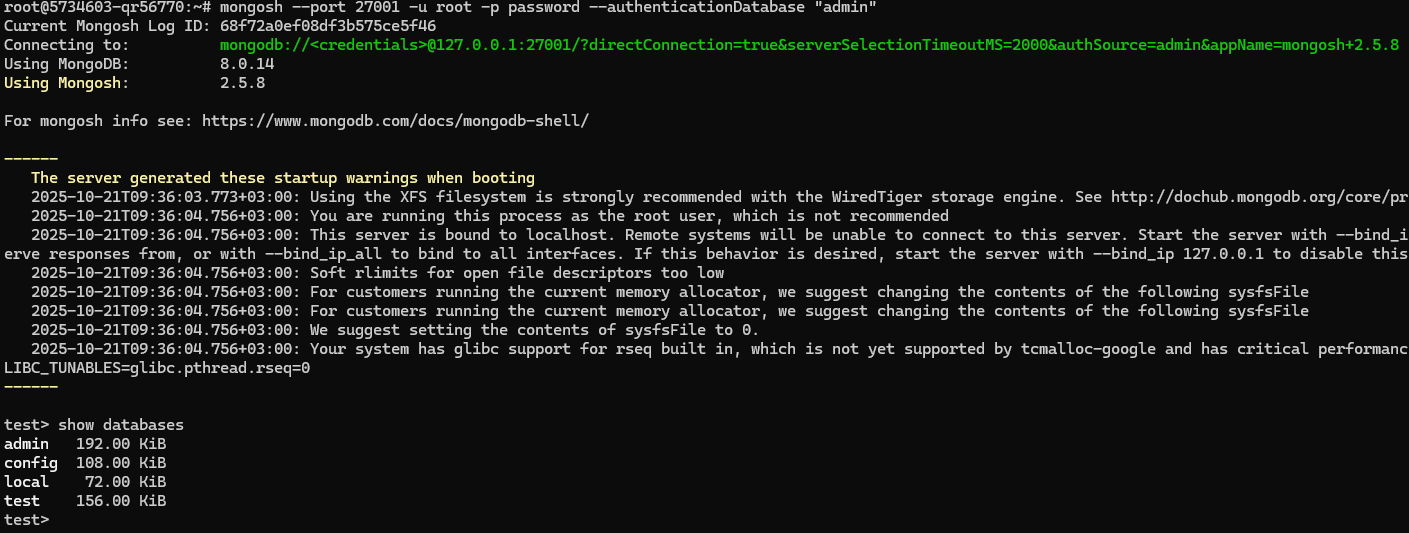 root@5734603-qr56770:~# mongosh --port 27001 -u root -p password --authenticationDatabase "admin"
Current Mongosh Log ID: 68f72a0ef08df3b575ce5f46
Connecting to:          mongodb://<credentials>@127.0.0.1:27001/?directConnection=true&serverSelectionTimeoutMS=2000&authSource=admin&appName=mongosh+2.5.8
Using MongoDB:          8.0.14
Using Mongosh:          2.5.8
For mongosh info see: https://www.mongodb.com/docs/mongodb-shell/
------
   The server generated these startup warnings when booting
   2025-10-21T09:36:03.773+03:00: Using the XFS filesystem is strongly recommended with the WiredTiger storage engine. See http://dochub.mongodb.org/core/pr
   2025-10-21T09:36:04.756+03:00: You are running this process as the root user, which is not recommended
   2025-10-21T09:36:04.756+03:00: This server is bound to localhost. Remote systems will be unable to connect to this server. Start the server with --bind_i
erve responses from, or with --bind_ip_all to bind to all interfaces. If this behavior is desired, start the server with --bind_ip 127.0.0.1 to disable this
   2025-10-21T09:36:04.756+03:00: Soft rlimits for open file descriptors too low
   2025-10-21T09:36:04.756+03:00: For customers running the current memory allocator, we suggest changing the contents of the following sysfsFile
   2025-10-21T09:36:04.756+03:00: For customers running the current memory allocator, we suggest changing the contents of the following sysfsFile
   2025-10-21T09:36:04.756+03:00: We suggest setting the contents of sysfsFile to 0.
   2025-10-21T09:36:04.756+03:00: Your system has glibc support for rseq built in, which is not yet supported by tcmalloc-google and has critical performanc
LIBC_TUNABLES=glibc.pthread.rseq=0
------
test> show databases
admin   192.00 KiB
config  108.00 KiB
local    72.00 KiB
test    156.00 KiB
test>